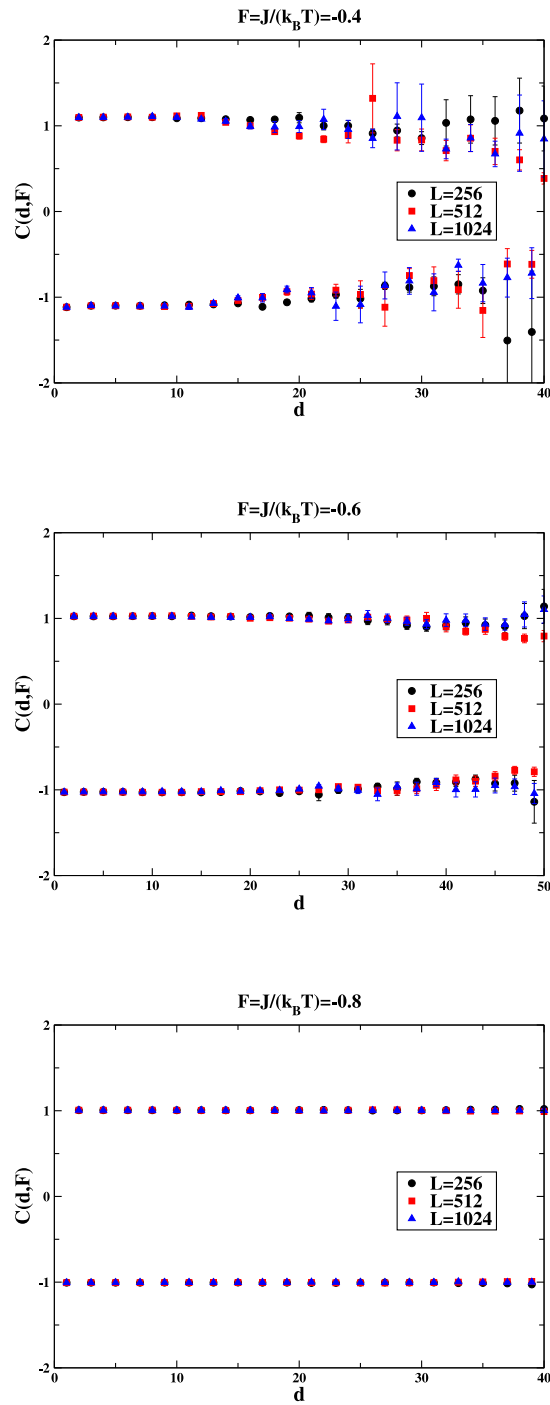 F=J/(k_BT)=-0.4
2
1
0
-1
-2
C(d,F)
L=256
L=512
L=1024
0 10 20 30 40
d
F=J/(k_BT)=-0.6
2
1
0
-1
-2
C(d,F)
L=256
L=512
L=1024
0 10 20 30 40 50
d
F=J/(k_BT)=-0.8
2
1
0
-1
-2
C(d,F)
L=256
L=512
L=1024
0 10 20 30 40
d